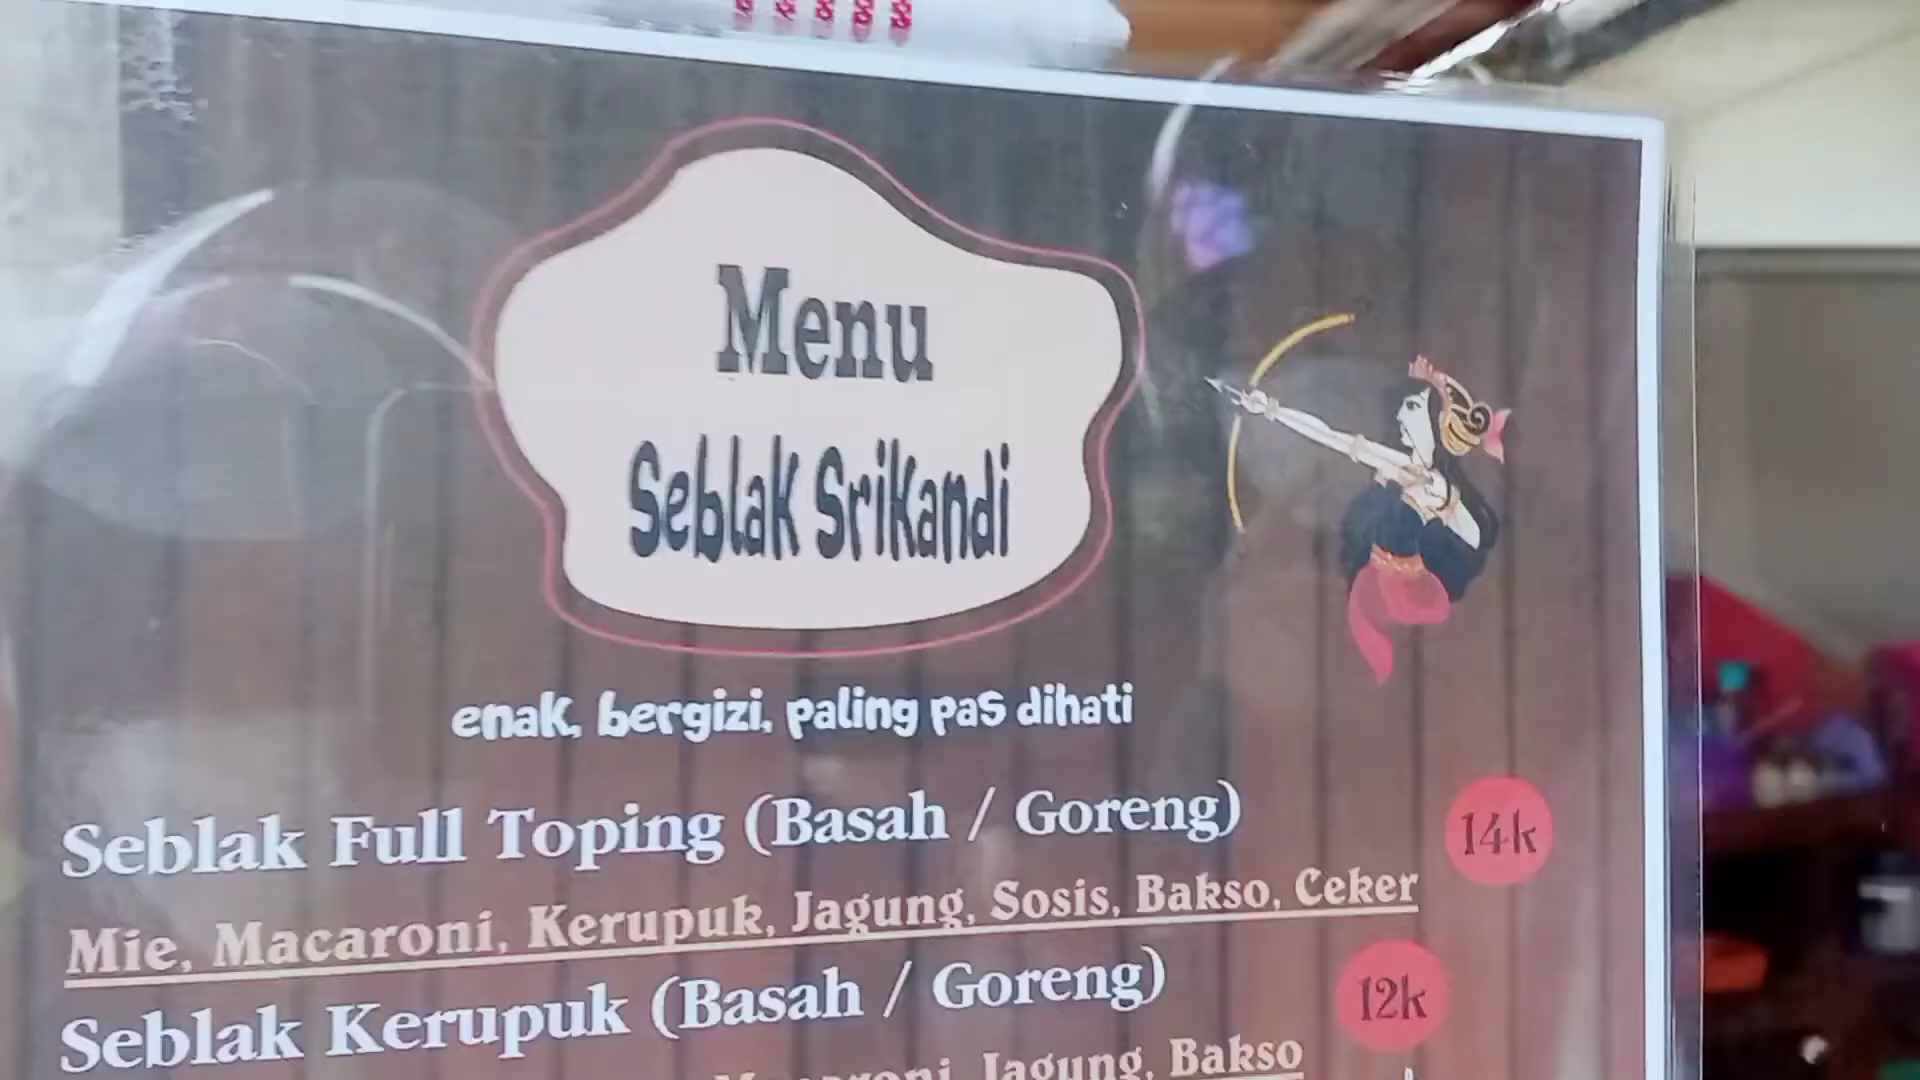 Menu
Seblak Srikandi
enak, bergizi, paling pas dihati
Seblak Full Toping (Basah / Goreng) 14k
Mie, Macaroni, Kerupuk, Jagung, Sosis, Bakso, Ceker
Seblak Kerupuk (Basah / Goreng) 12k
Macaroni, Jagung, Bakso